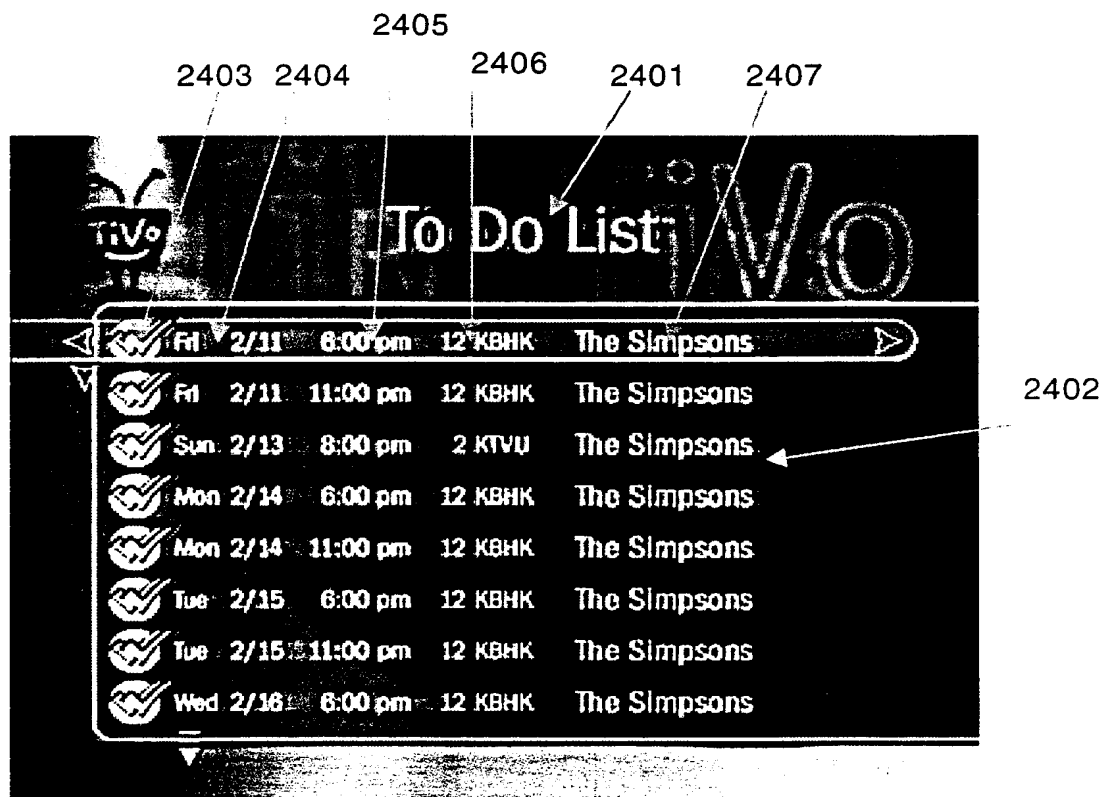 2405
2403 2404 2406 2401 2407
TiVo
To Do List
TiVo
Fri 2/11 6:00 pm 12 KBHK The Simpsons
Fri 2/11 11:00 pm 12 KBHK The Simpsons
2402
Sun 2/13 8:00 pm 2 KTVU The Simpsons
Mon 2/14 6:00 pm 12 KBHK The Simpsons
Mon 2/14 11:00 pm 12 KBHK The Simpsons
Tue 2/15 6:00 pm 12 KBHK The Simpsons
Tue 2/15 11:00 pm 12 KBHK The Simpsons
Wed 2/16 6:00 pm 12 KBHK The Simpsons